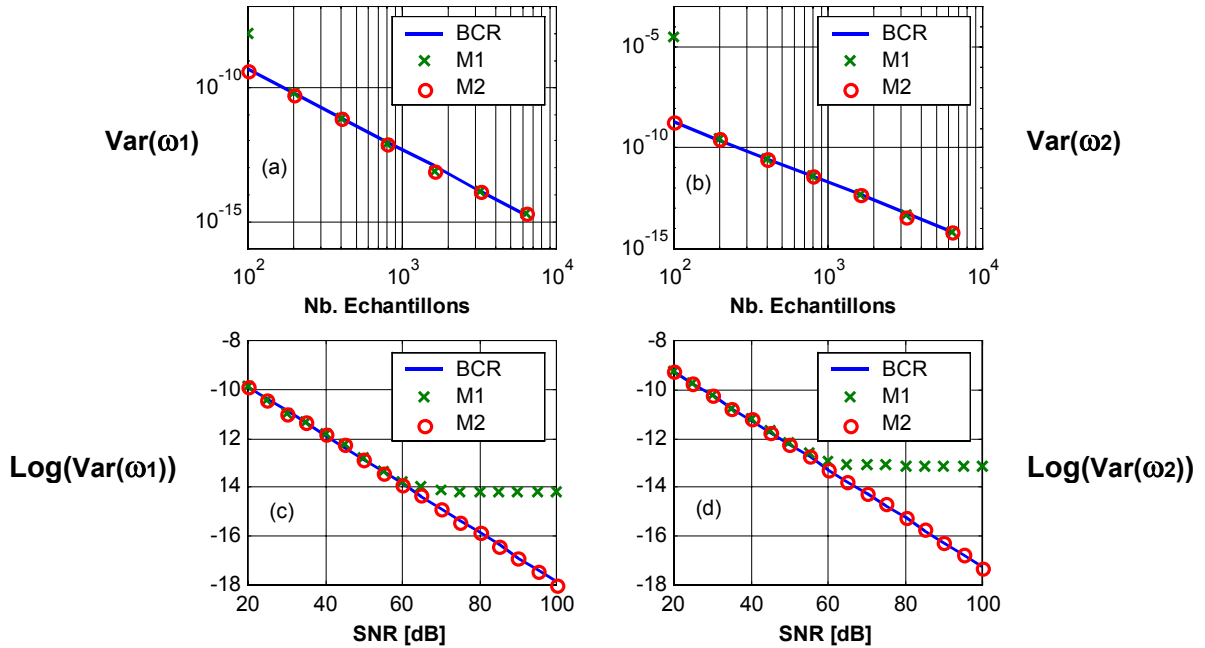 BCR
M1
M2
10^-10
10^-15
(a)
Var(ω1)
10^2
10^3
10^4
Nb. Echantillons
BCR
M1
M2
10^-5
10^-10
10^-15
(b)
Var(ω2)
10^2
10^3
10^4
Nb. Echantillons
-8
-10
-12
-14
-16
-18
BCR
M1
M2
Log(Var(ω1))
(c)
20
40
60
80
100
SNR [dB]
-8
-10
-12
-14
-16
-18
BCR
M1
M2
Log(Var(ω2))
(d)
20
40
60
80
100
SNR [dB]